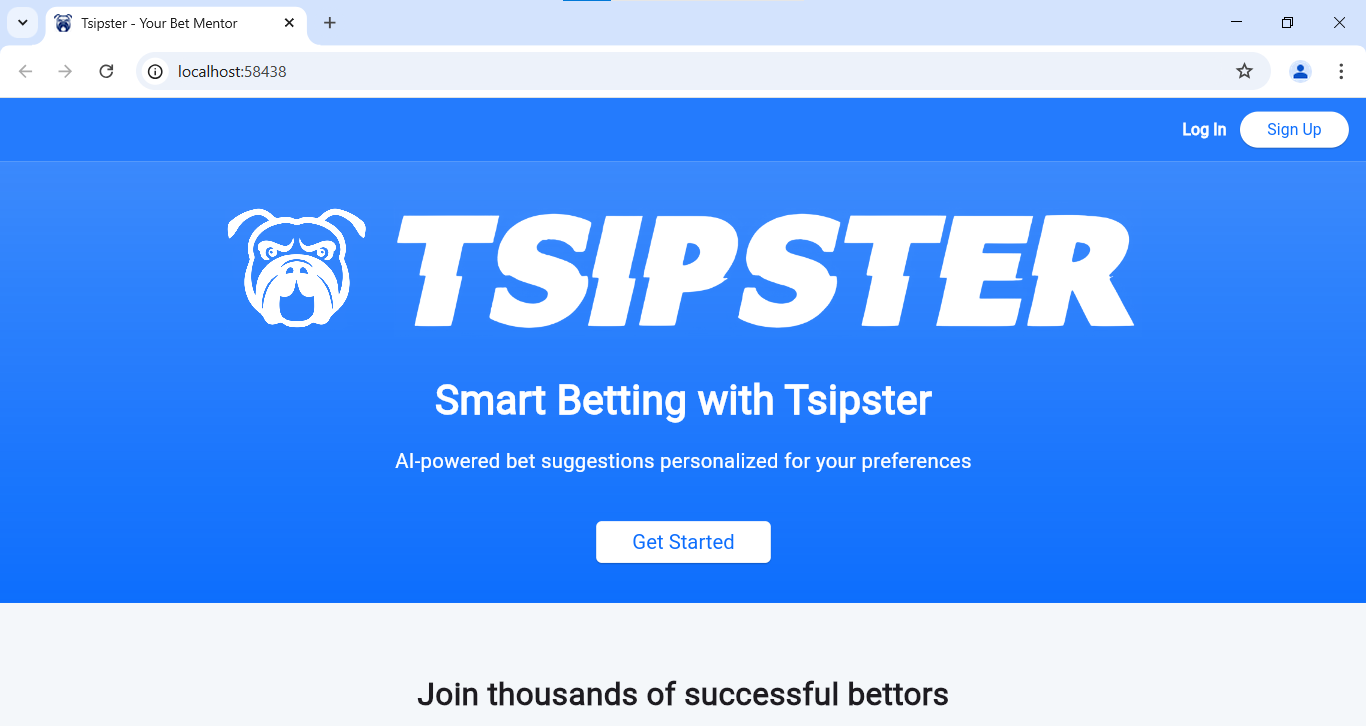 Tsipster - Your Bet Mentor
localhost:58438
Log In
Sign Up
TSIPSTER
Smart Betting with Tsipster
AI-powered bet suggestions personalized for your preferences
Get Started
Join thousands of successful bettors